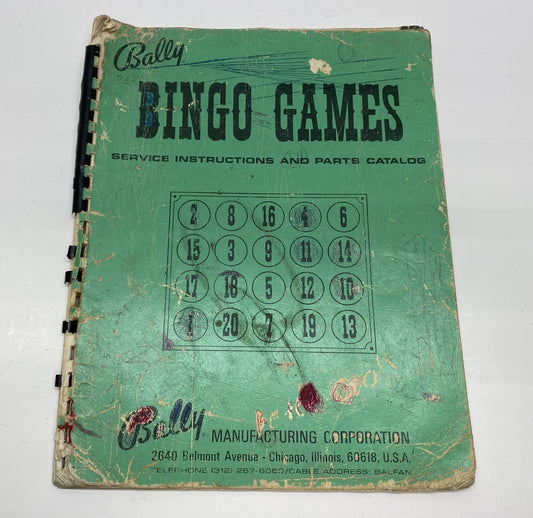 Bally
BINGO GAMES
SERVICE INSTRUCTIONS AND PARTS CATALOG
2 8 16 4 6
15 3 9 11 14
17 18 5 12 10
1 20 7 19 13
Bally MANUFACTURING CORPORATION
2640 Belmont Avenue · Chicago, Illinois, 60618, U.S.A.
TELEPHONE (312) 267-6060/CABLE ADDRESS: BALFAN